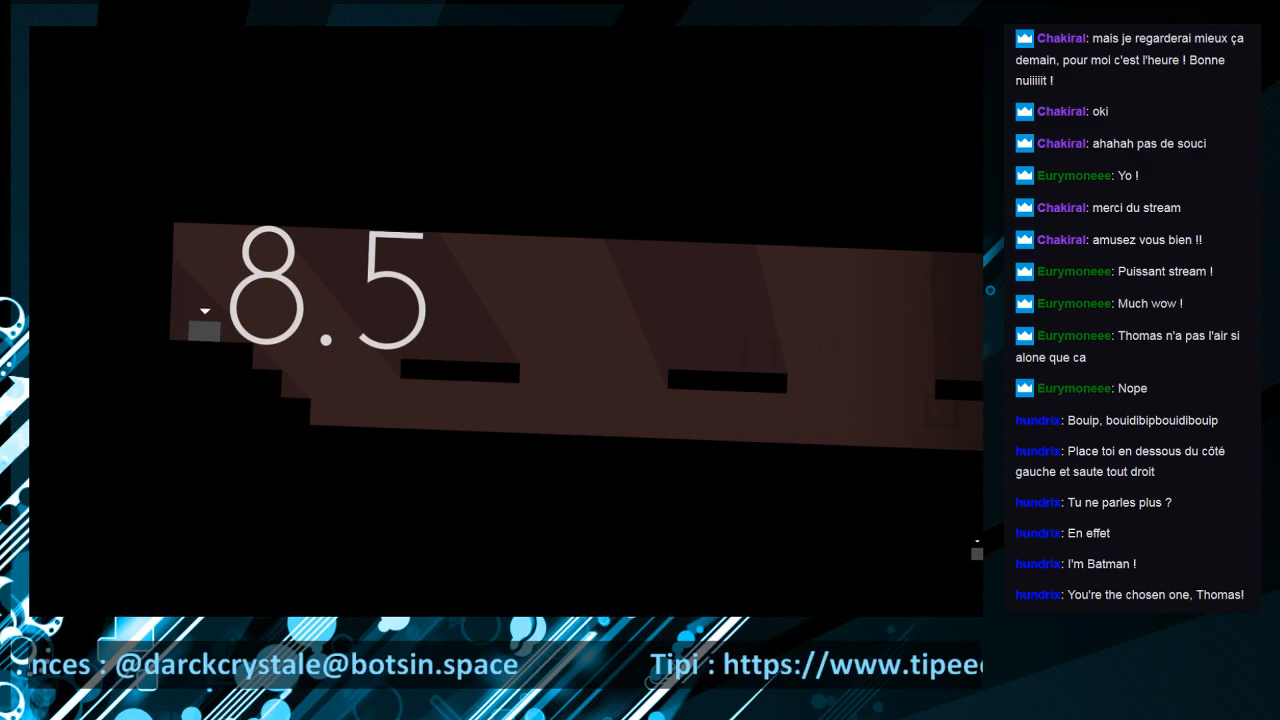 8.5
Chakiral: mais je regarderai mieux ça
demain, pour moi c'est l'heure ! Bonne
nuiiiiit !
Chakiral: oki
Chakiral: ahahah pas de souci
Eurymoneee: Yo !
Chakiral: merci du stream
Chakiral: amusez vous bien !!
Eurymoneee: Puissant stream !
Eurymoneee: Much wow !
Eurymoneee: Thomas n'a pas l'air si
alone que ca
Eurymoneee: Nope
hundrix: Bouip, bouidibipbouidibouip
hundrix: Place toi en dessous du côté
gauche et saute tout droit
hundrix: Tu ne parles plus ?
hundrix: En effet
hundrix: I'm Batman !
hundrix: You're the chosen one, Thomas!
nces : @darckcrystale@botsin.space Tipi : https://www.tipee